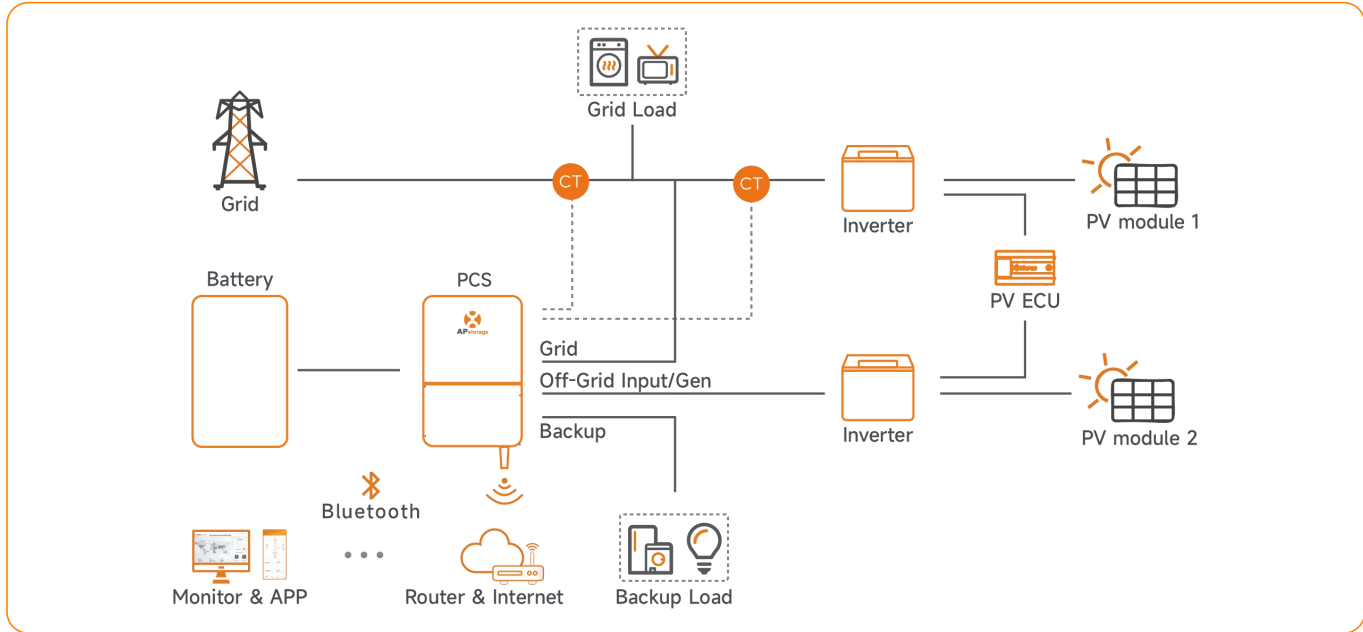 Grid Load
CT
CT
Grid
Inverter
PV module 1
Battery
PCS
PV ECU
APstorage
Grid
Off-Grid Input/Gen
Backup
Inverter
PV module 2
Bluetooth
Monitor & APP
Router & Internet
Backup Load